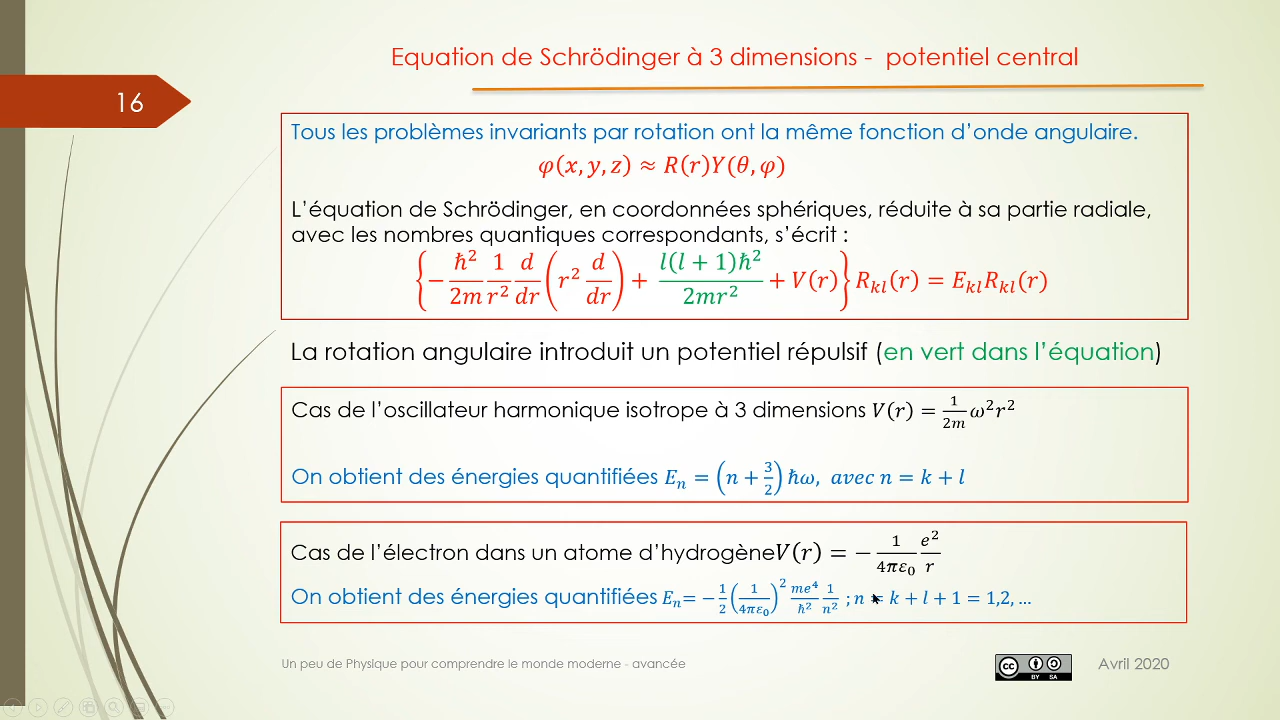 Equation de Schrödinger à 3 dimensions - potentiel central
16
Tous les problèmes invariants par rotation ont la même fonction d'onde angulaire.
φ(x, y, z) ≈ R(r)Y(θ, φ)
L'équation de Schrödinger, en coordonnées sphériques, réduite à sa partie radiale,
avec les nombres quantiques correspondants, s'écrit :
{−ħ²/2m 1/r² d/dr (r² d/dr) + l(l + 1)ħ²/2mr² + V(r)} R_kl(r) = E_kl R_kl(r)
La rotation angulaire introduit un potentiel répulsif (en vert dans l'équation)
Cas de l'oscillateur harmonique isotrope à 3 dimensions V(r) = 1/2m ω²r²
On obtient des énergies quantifiées E_n = (n + 3/2) ħω, avec n = k + l
Cas de l'électron dans un atome d'hydrogène V(r) = − 1/4πε₀ e²/r
On obtient des énergies quantifiées E_n = − 1/2 (1/4πε₀)² me⁴/ħ² 1/n² ; n = k + l + 1 = 1,2, …
Un peu de Physique pour comprendre le monde moderne - avancée
cc BY SA
Avril 2020